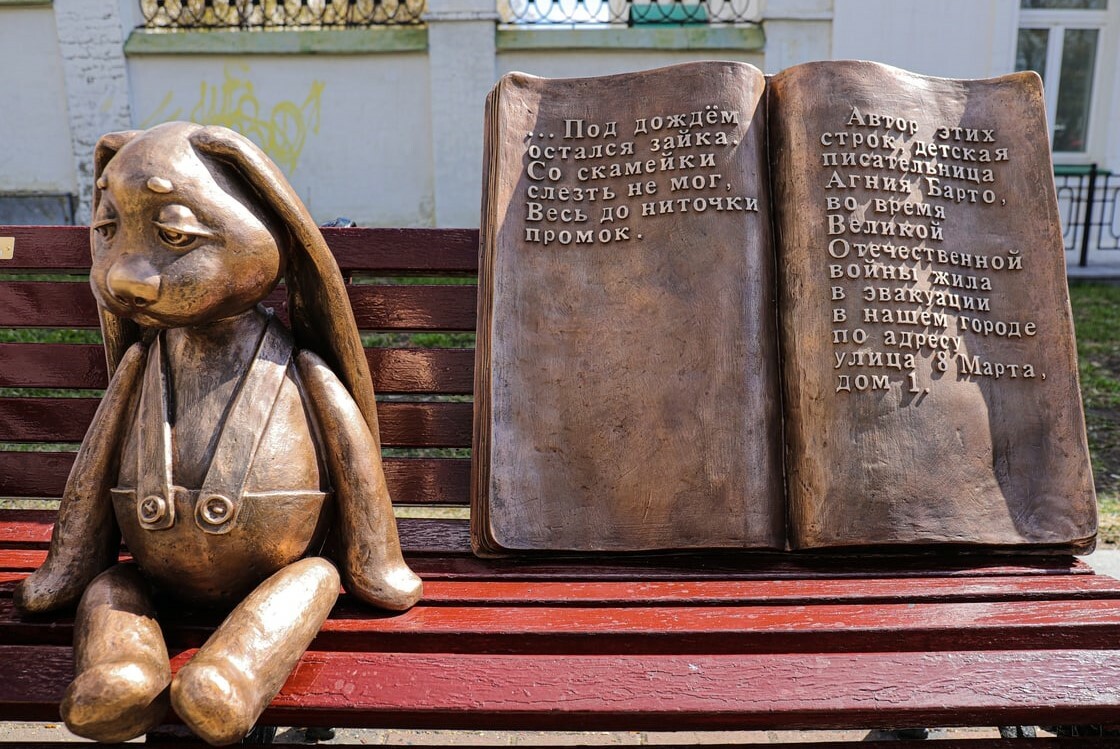 ...Под дождём
остался зайка.
Со скамейки
слезть не мог,
Весь до ниточки
промок.
Автор этих
строк, детская
писательница
Агния Барто,
во время
Великой
Отечественной
войны жила
в эвакуации
в нашем городе
по адресу
улица 8 Марта,
дом 1.